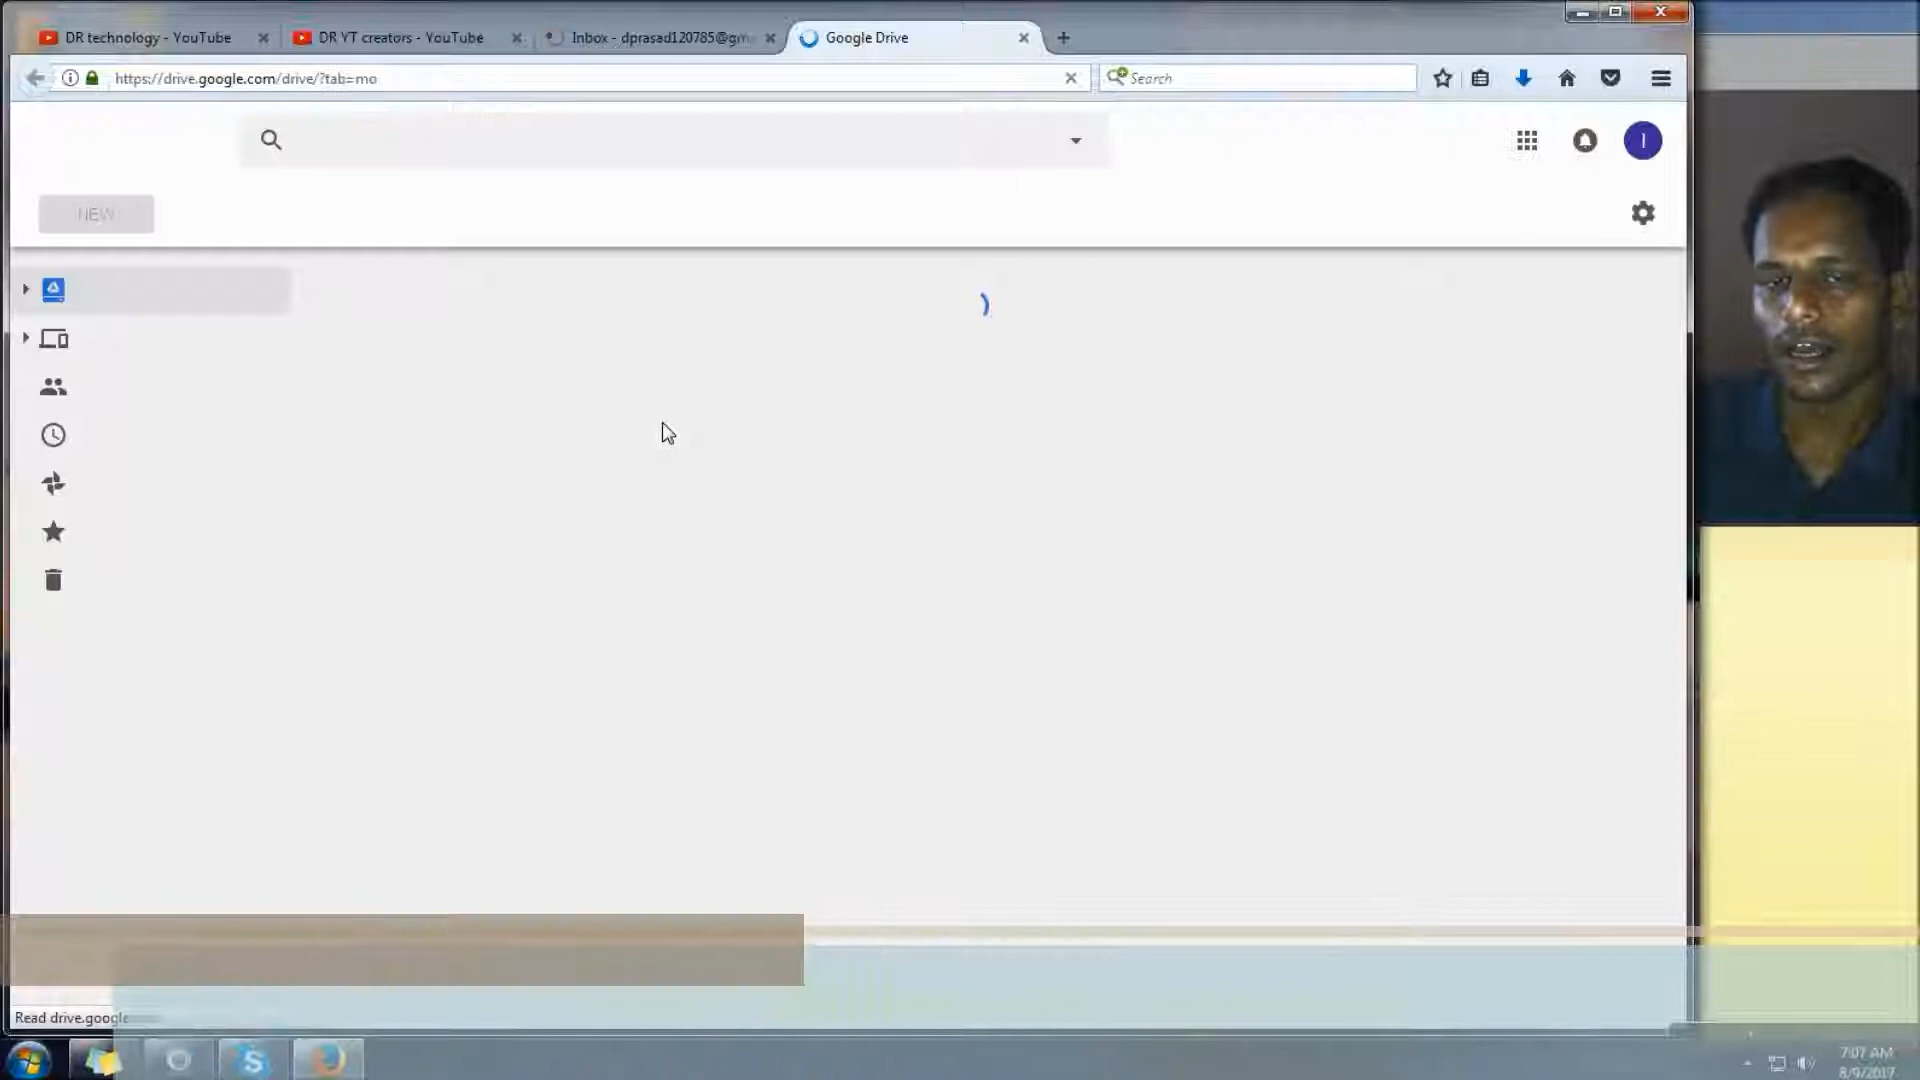 DR technology - YouTube
DR YT creators - YouTube
Inbox - dprasad120785@gm
Google Drive
https://drive.google.com/drive/?tab=mo
Search
I
NEW
Read drive.google
7:07 AM
8/9/2017